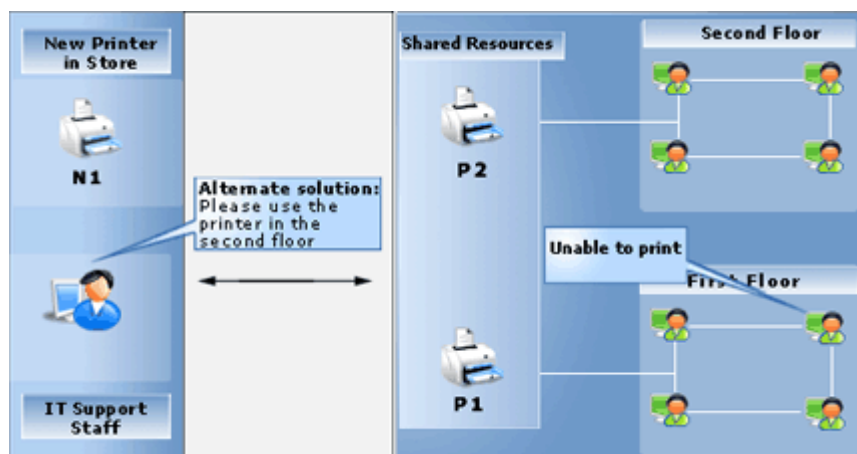 New Printer
in Store
N1
Alternate solution:
Please use the
printer in the
second floor
IT Support
Staff
Shared Resources
P2
P1
Second Floor
Unable to print
First Floor